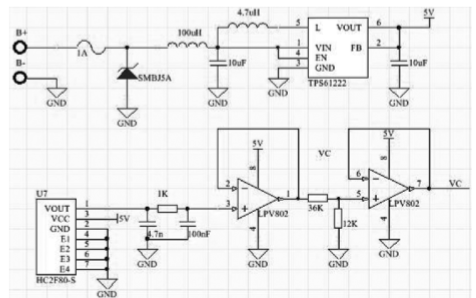 B+
B-
1A
GND
SMBJ5A
GND
100uH
4.7uH
10uF
GND
5 L VOUT 6
1 VIN FB 2
4 EN
3 GND
TPS61222
GND
5V
10uF
GND
U7
VOUT 1
VCC 3
GND 2
E1 4
E2 5
E3 6
E4 7
HC2F80-S
5V
GND
1K
4.7n
100nF
GND
GND
2
3
5V
8
1
4
LPV802
GND
VC
36K
12K
GND
6
5
5V
8
7
4
LPV802
GND
VC